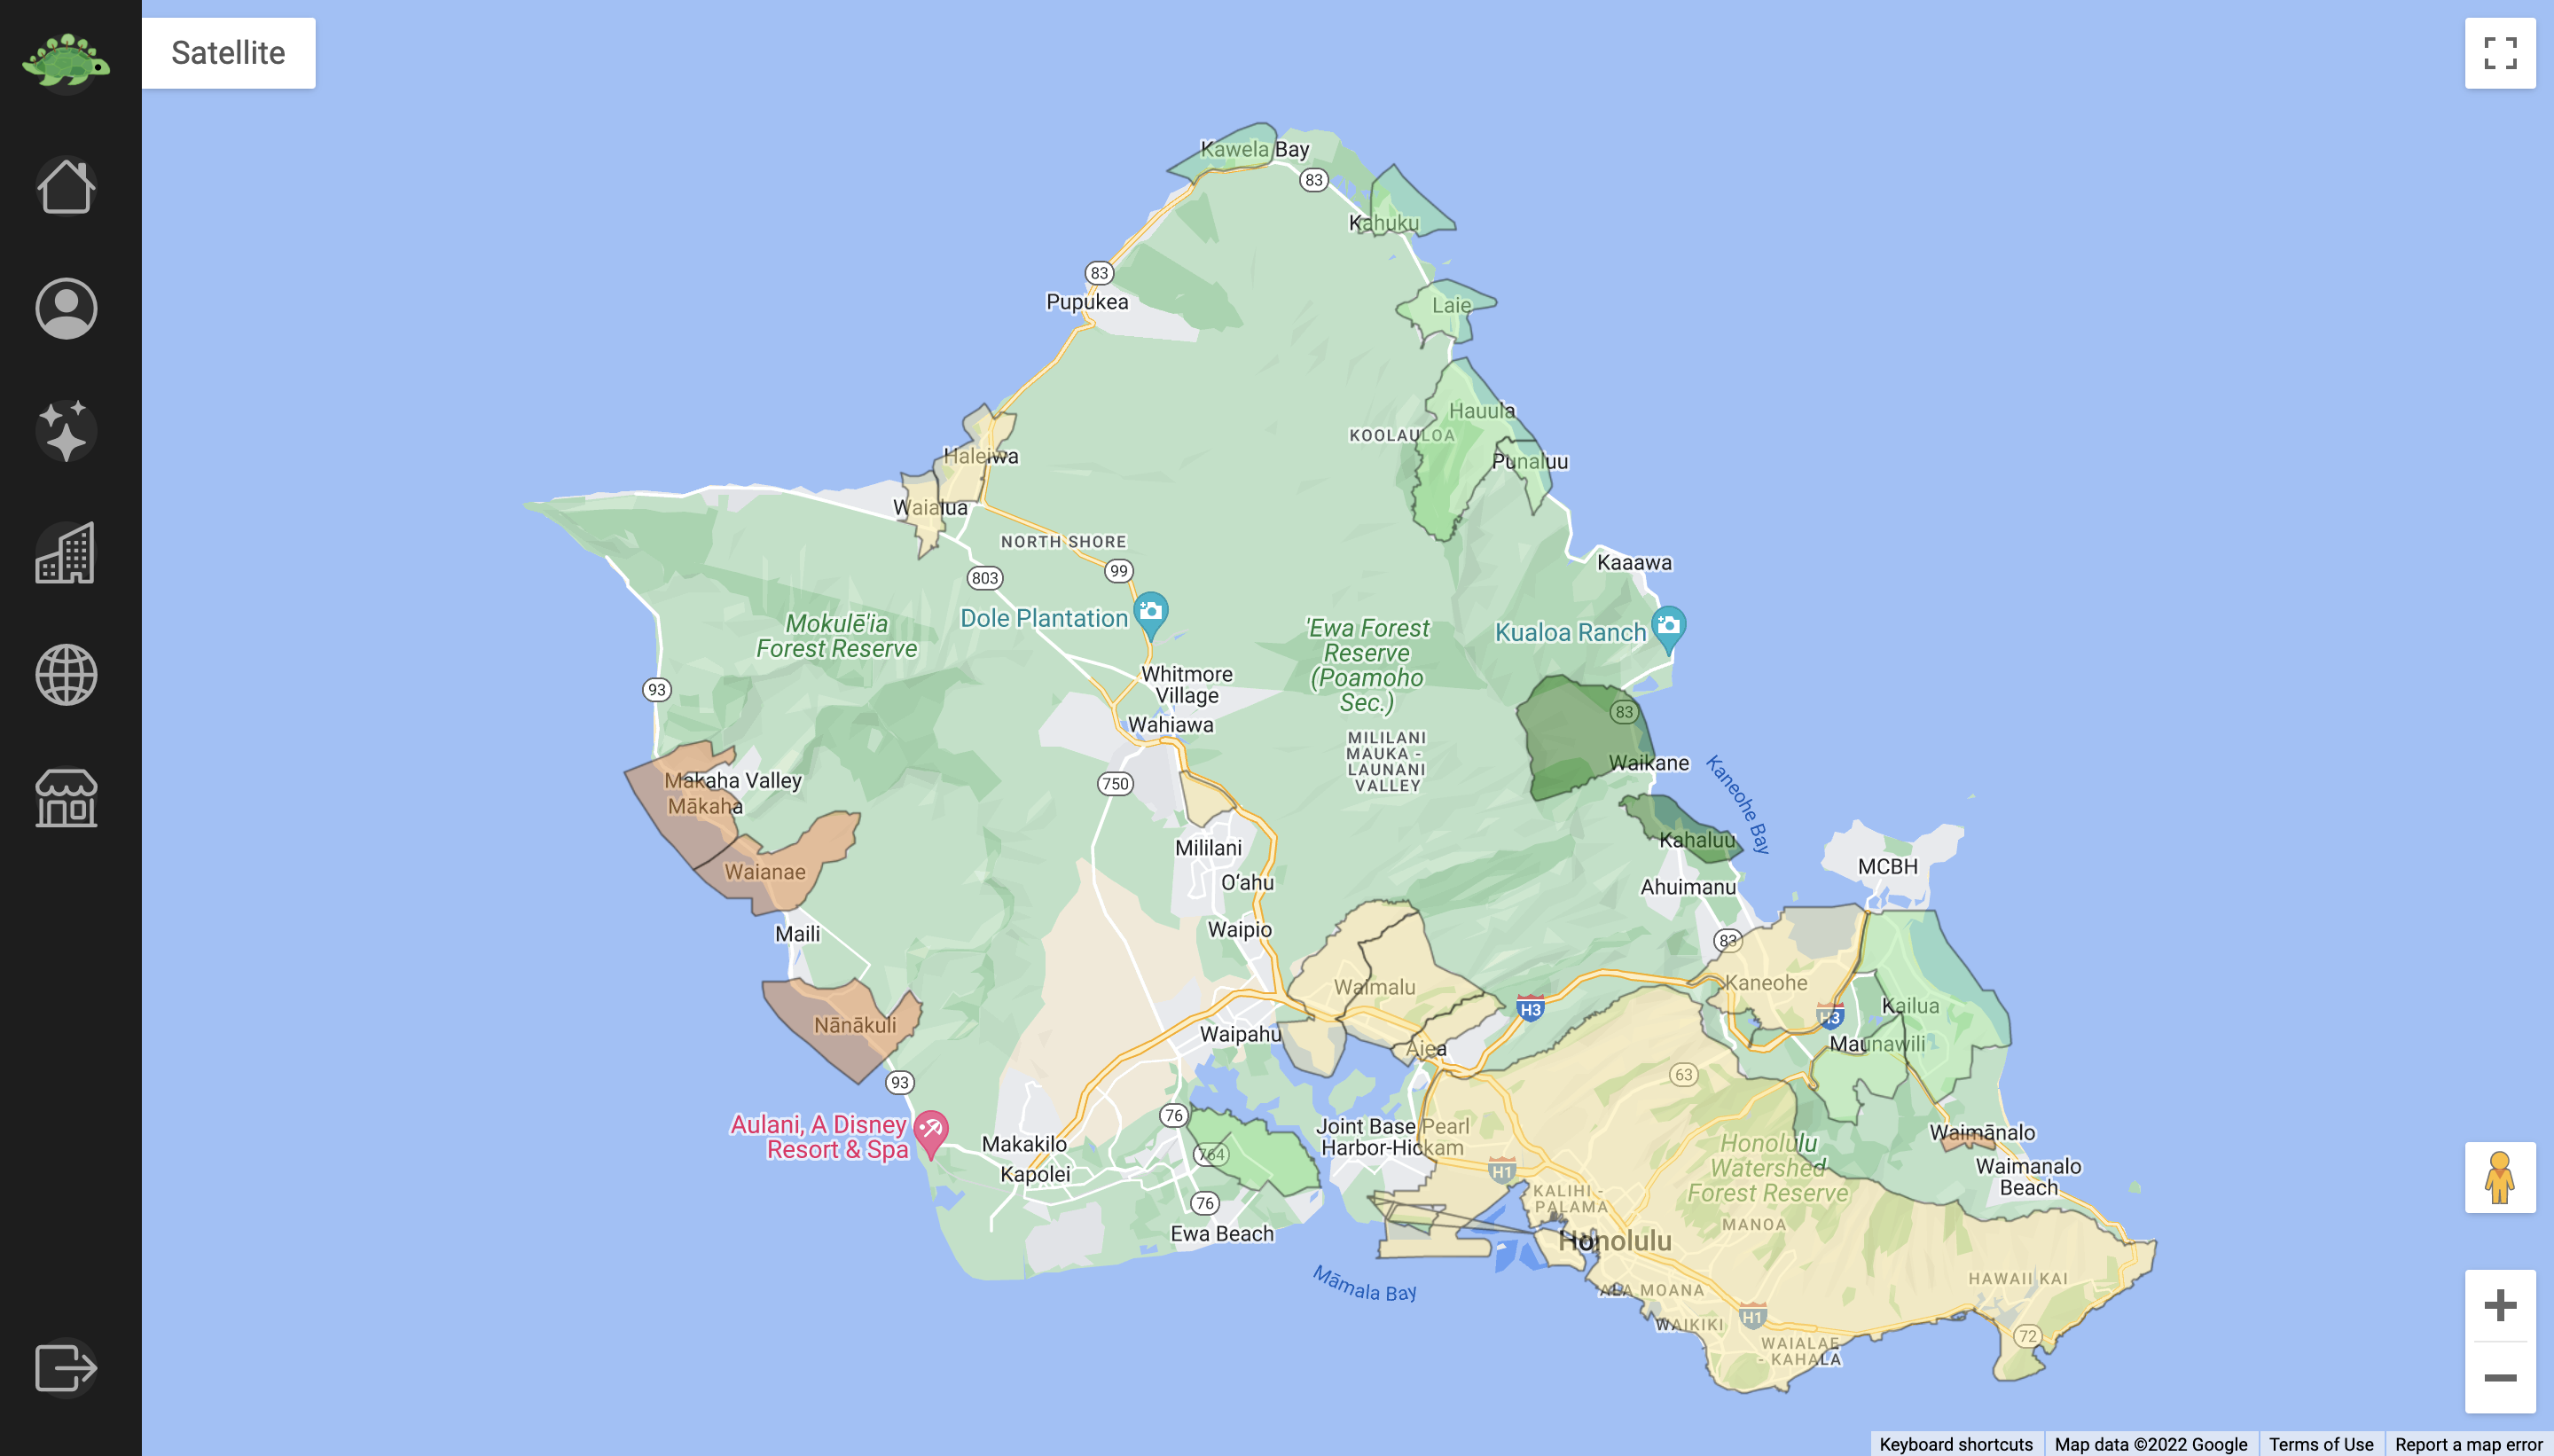 Satellite
Kawela Bay
83
Kahuku
83
Pupukea
Laie
Hauula
KOOLAULOA
Haleiwa
Punaluu
Waialua
NORTH SHORE
99
803
Kaaawa
Dole Plantation
Mokulē'ia
Forest Reserve
'Ewa Forest
Reserve
(Poamoho
Sec.)
Kualoa Ranch
93
Whitmore
Village
Wahiawa
83
MILILANI
MAUKA -
LAUNANI
VALLEY
Waikane
Kaneohe Bay
750
Makaha Valley
Mākaha
Mililani
Kahaluu
Waianae
O‘ahu
Ahuimanu
MCBH
Maili
Waipio
83
Kaneohe
Waimalu
H3
H3
Kailua
Nānākuli
Waipahu
Aiea
Maunawili
93
63
76
Aulani, A Disney
Resort & Spa
Joint Base Pearl
Harbor-Hickam
Honolulu
Watershed
Forest Reserve
Waimānalo
Makakilo
764
Kapolei
H1
Waimanalo
Beach
76
KALIHI -
PALAMA
MANOA
Ewa Beach
Honolulu
Māmala Bay
HAWAII KAI
ALA MOANA
H1
WAIKIKI
72
WAIALAE
- KAHALA
Keyboard shortcuts
Map data ©2022 Google
Terms of Use
Report a map error